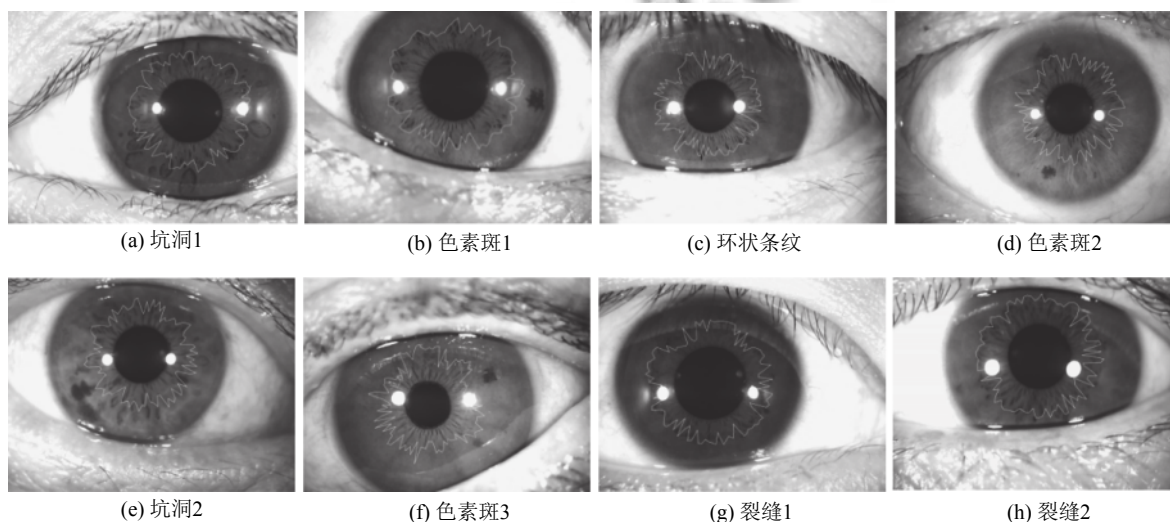 (a) 坑洞1
(b) 色素斑1
(c) 环状条纹
(d) 色素斑2
(e) 坑洞2
(f) 色素斑3
(g) 裂缝1
(h) 裂缝2